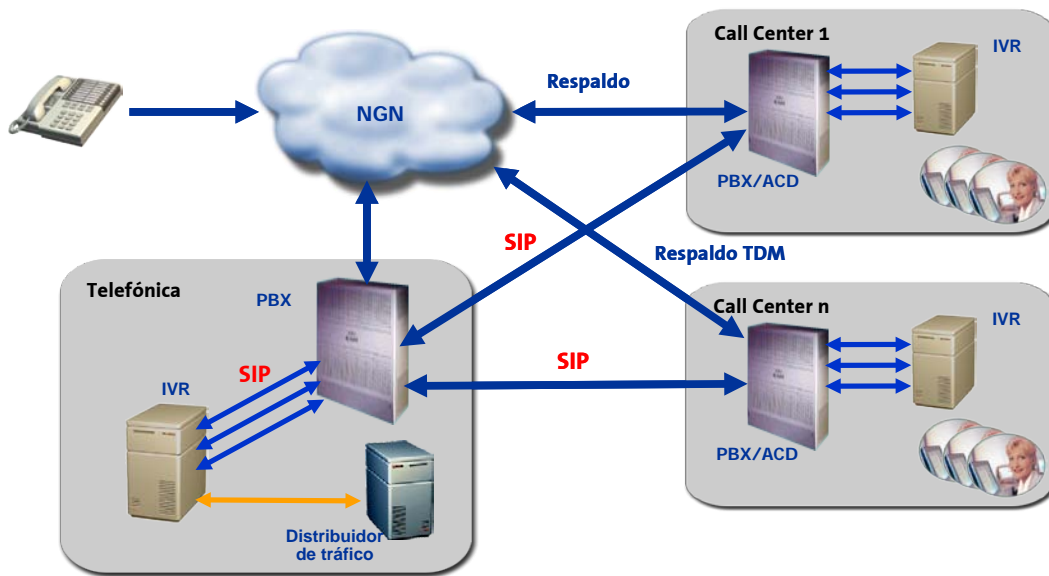 Call Center 1
IVR
Respaldo
NGN
PBX/ACD
SIP
Respaldo TDM
Telefónica
PBX
Call Center n
IVR
SIP
SIP
IVR
PBX/ACD
Distribuidor
de tráfico